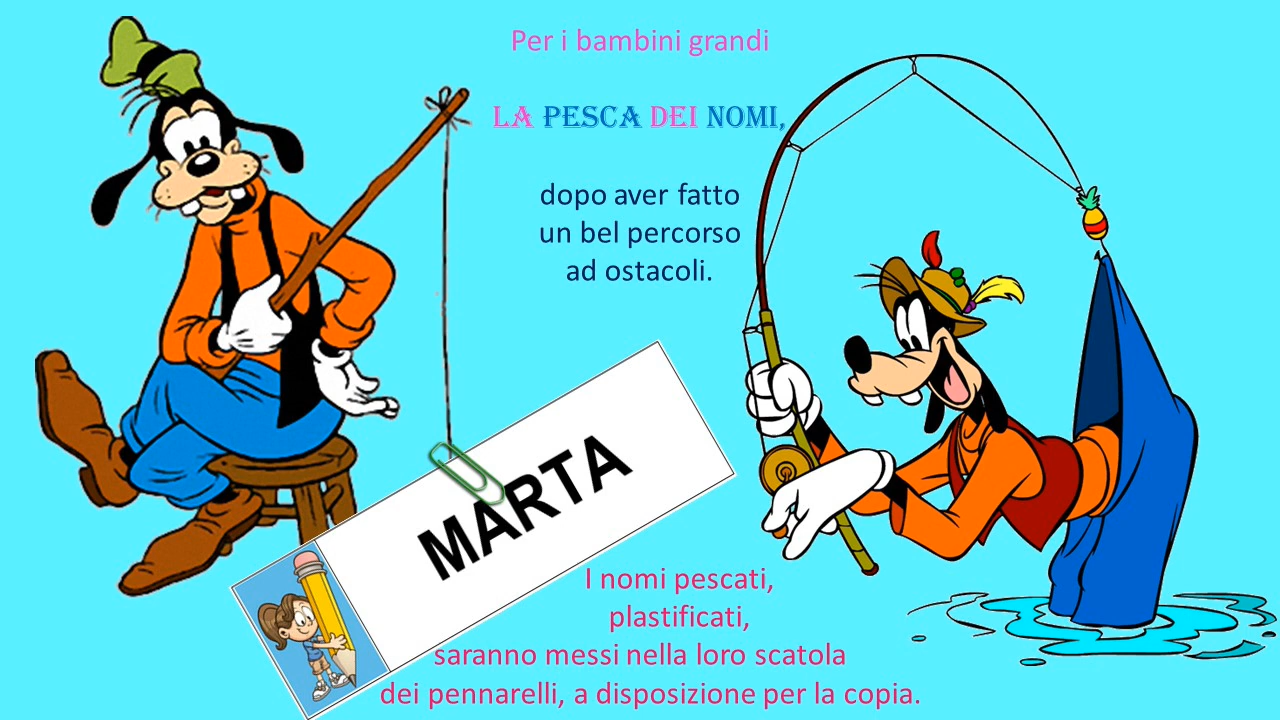 Per i bambini grandi
LA PESCA DEI NOMI,
dopo aver fatto
un bel percorso
ad ostacoli.
MARTA
I nomi pescati,
plastificati,
saranno messi nella loro scatola
dei pennarelli, a disposizione per la copia.